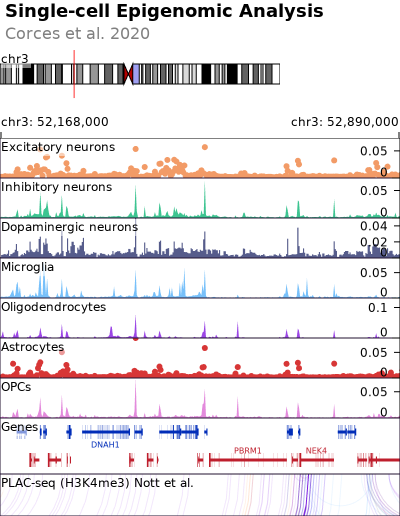 Single-cell Epigenomic Analysis
Corces et al. 2020
chr3
chr3: 52,168,000 chr3: 52,890,000
Excitatory neurons 0.05
0
Inhibitory neurons 0.05
0
Dopaminergic neurons 0.04
0.02
0
Microglia 0.05
0
Oligodendrocytes 0.1
0
Astrocytes 0.05
0
OPCs 0.05
0
Genes
DNAH1
PBRM1 NEK4
PLAC-seq (H3K4me3) Nott et al.